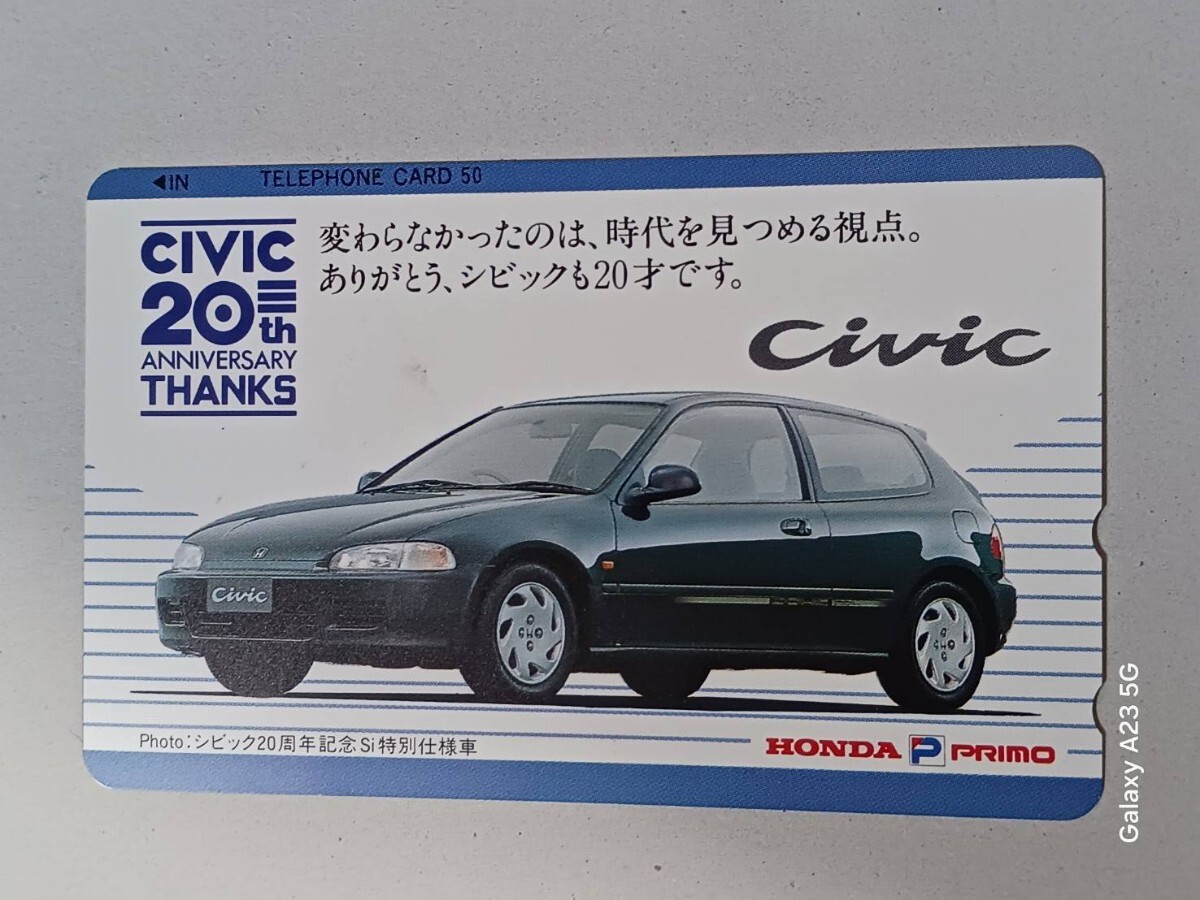 ◀IN TELEPHONE CARD 50
CIVIC
20th
ANNIVERSARY
THANKS
変わらなかったのは、時代を見つめる視点。
ありがとう、シビックも20才です。
Civic
Civic
Photo:シビック20周年記念Si特別仕様車
HONDA P PRIMO
Galaxy A23 5G